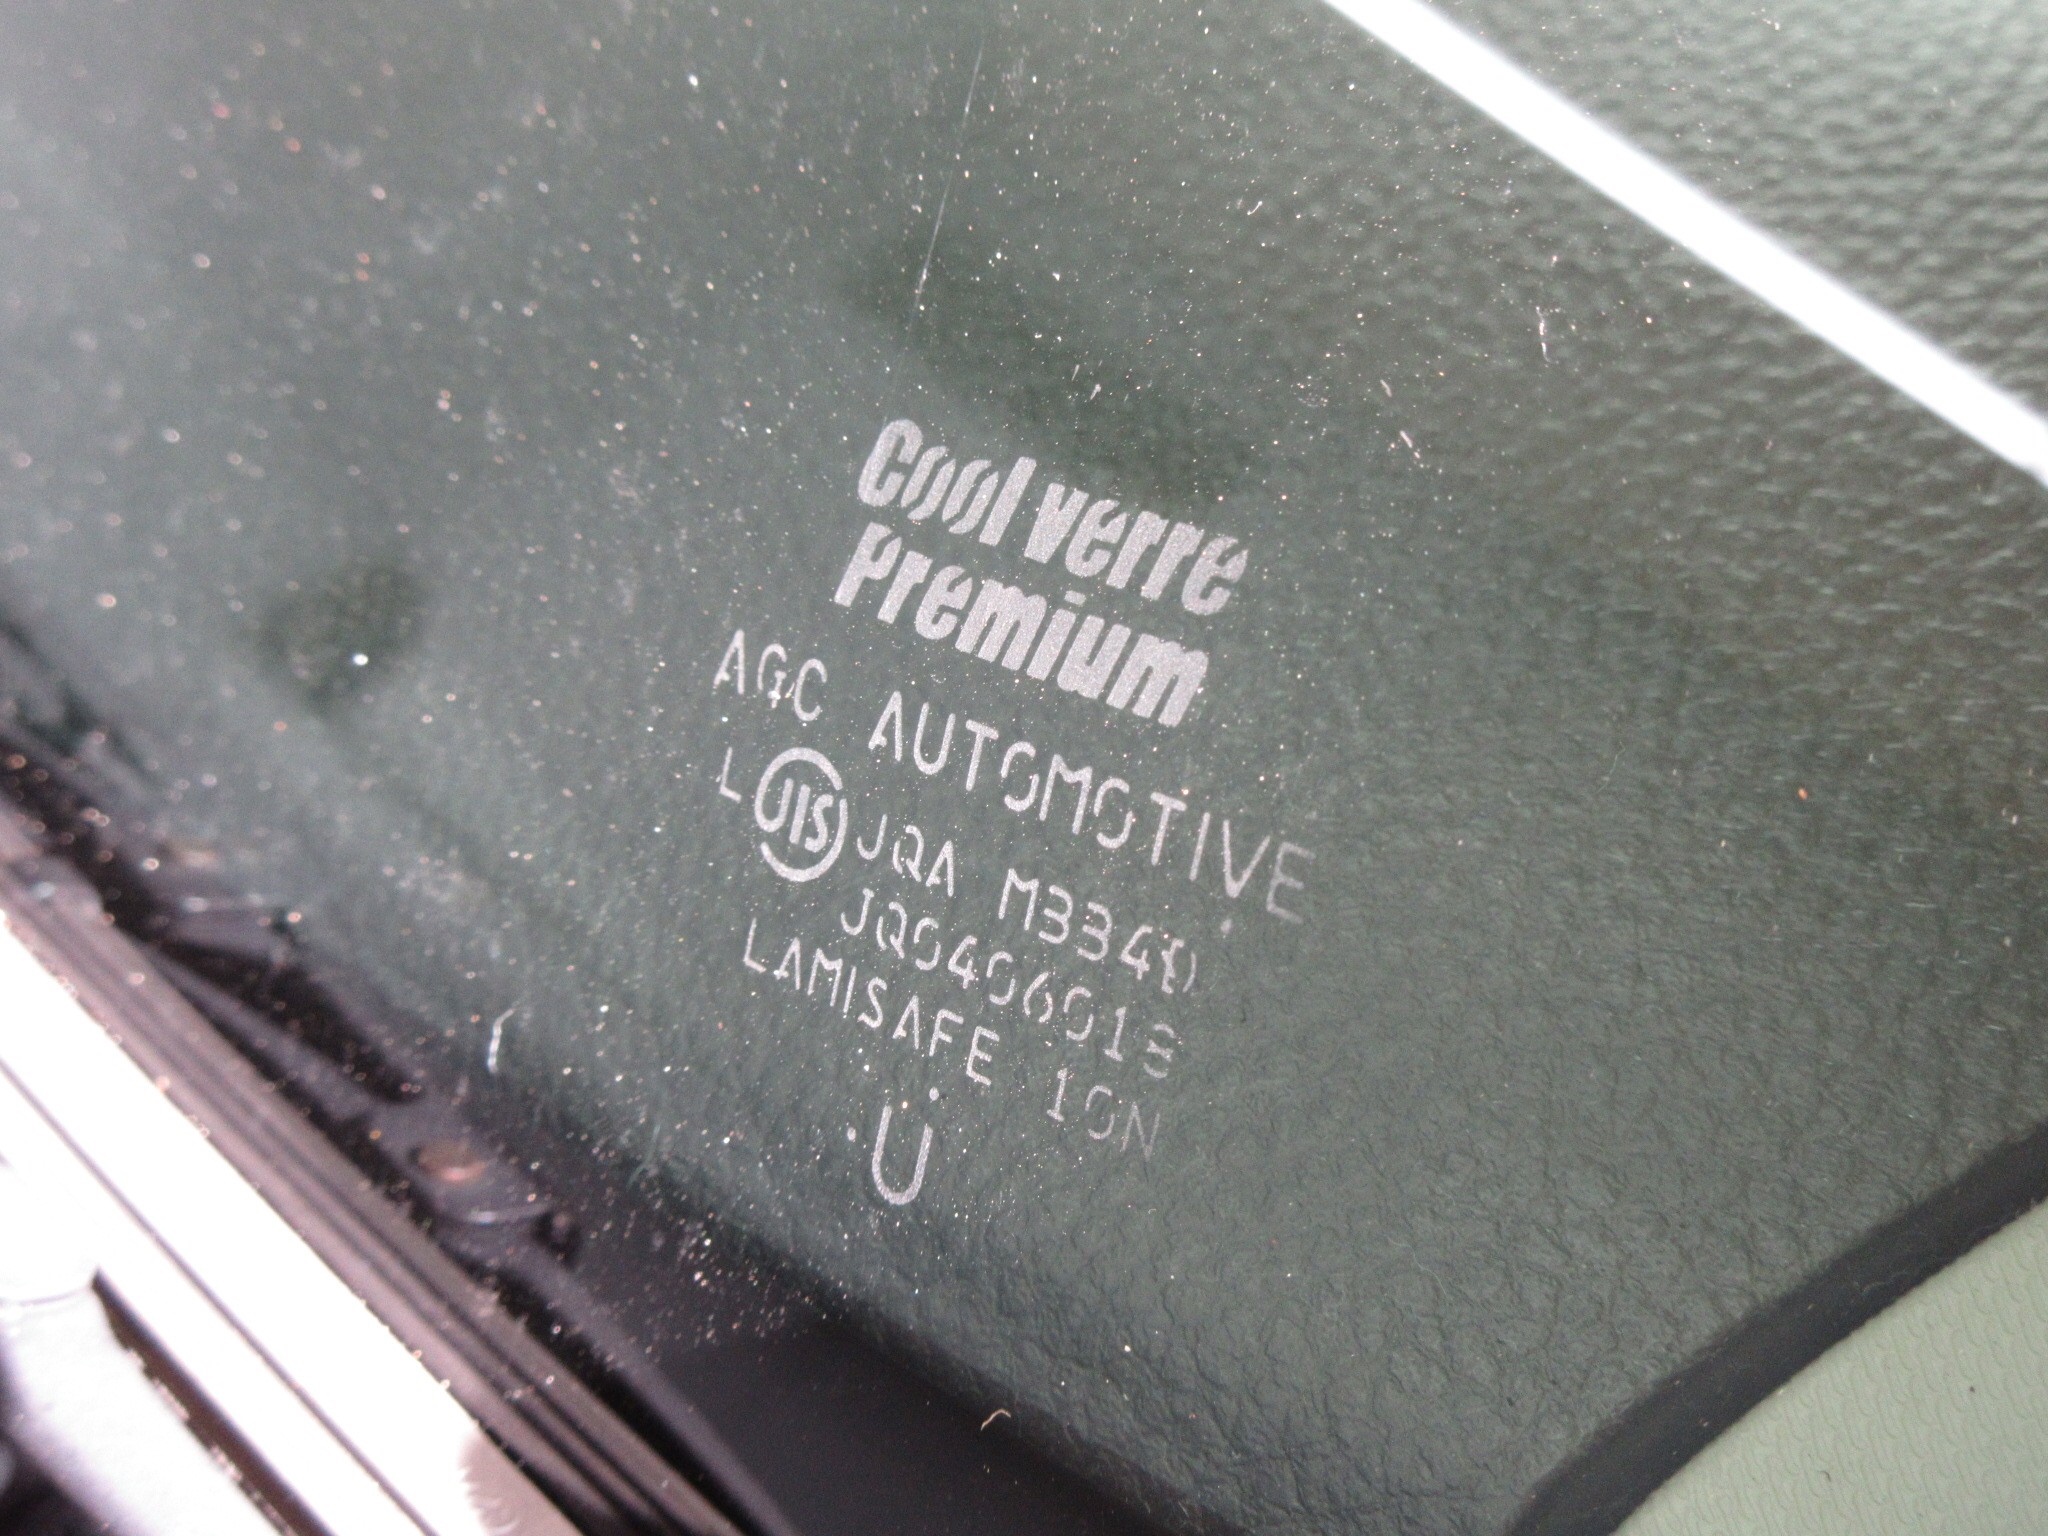 Cool verre
Premium
AGC AUTOMOTIVE
L JIS JQA M3348
JQ0406013
LAMISAFE 10N
U